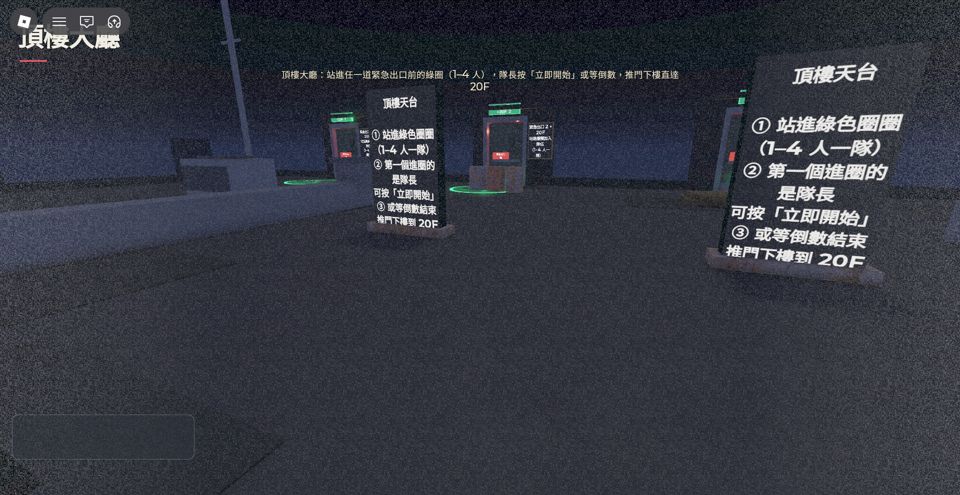 頂樓大廳
頂樓大廳：站進任一道緊急出口前的綠圈（1–4 人），隊長按「立即開始」或等倒數，推門下樓直達
20F
頂樓天台
① 站進綠色圈圈
（1–4 人一隊）
② 第一個進圈的
是隊長
可按「立即開始」
③ 或等倒數結束
推門下樓到 20F
頂樓天台
① 站進綠色圈圈
（1–4 人一隊）
② 第一個進圈的
是隊長
可按「立即開始」
③ 或等倒數結束
推門下樓到 20F